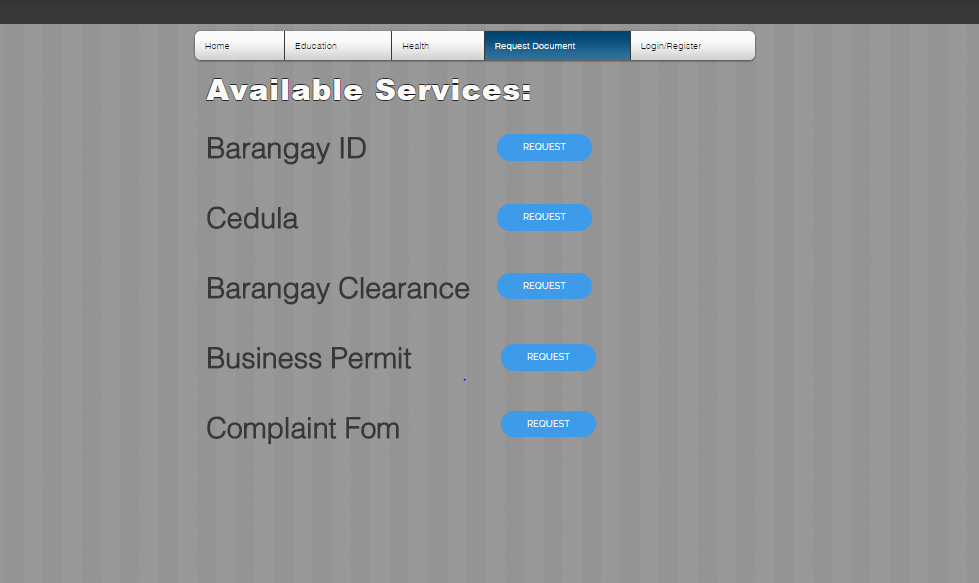 Home Education Health Request Document Login/Register
Available Services:
Barangay ID REQUEST
Cedula REQUEST
Barangay Clearance REQUEST
Business Permit REQUEST
Complaint Fom REQUEST